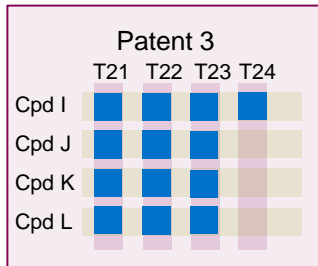 Patent 3
T21 T22 T23 T24
Cpd I
Cpd J
Cpd K
Cpd L